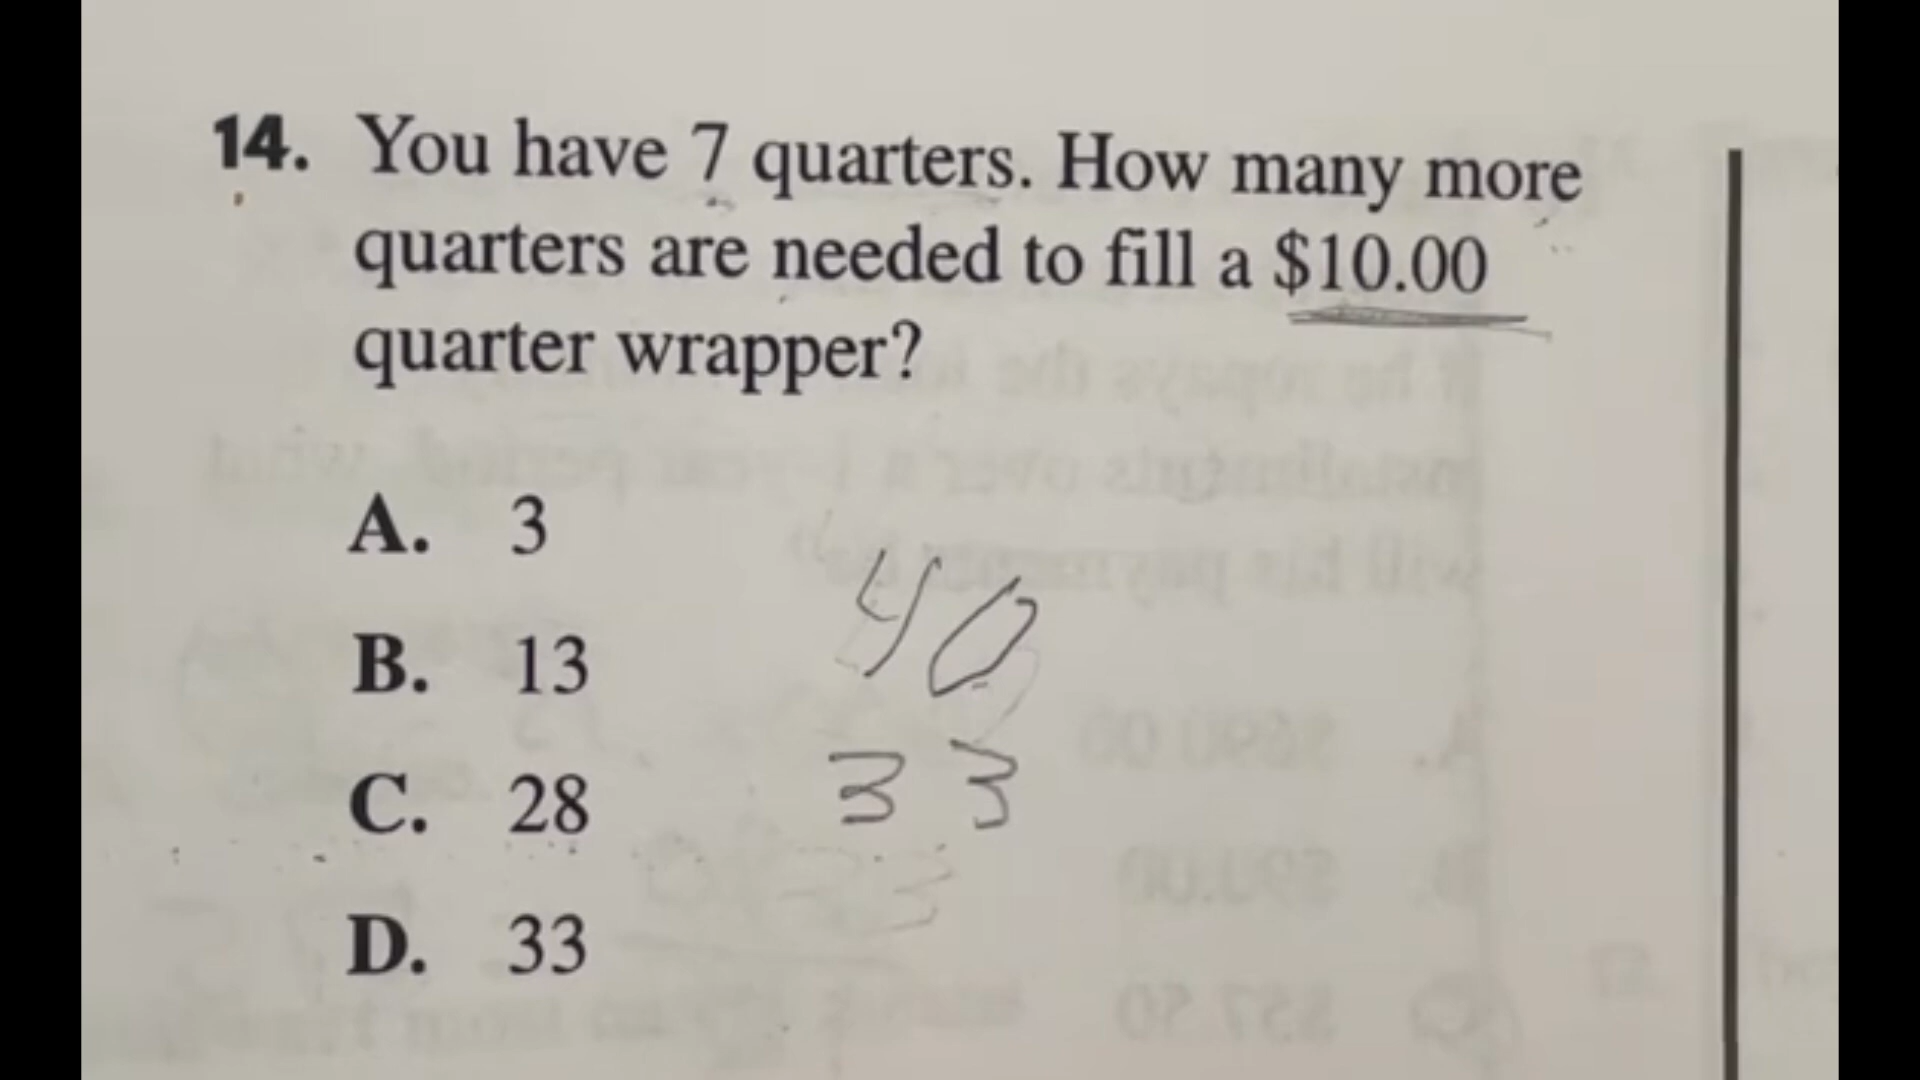 14. You have 7 quarters. How many more
quarters are needed to fill a $10.00
quarter wrapper?
A. 3
B. 13
C. 28
D. 33
40
33